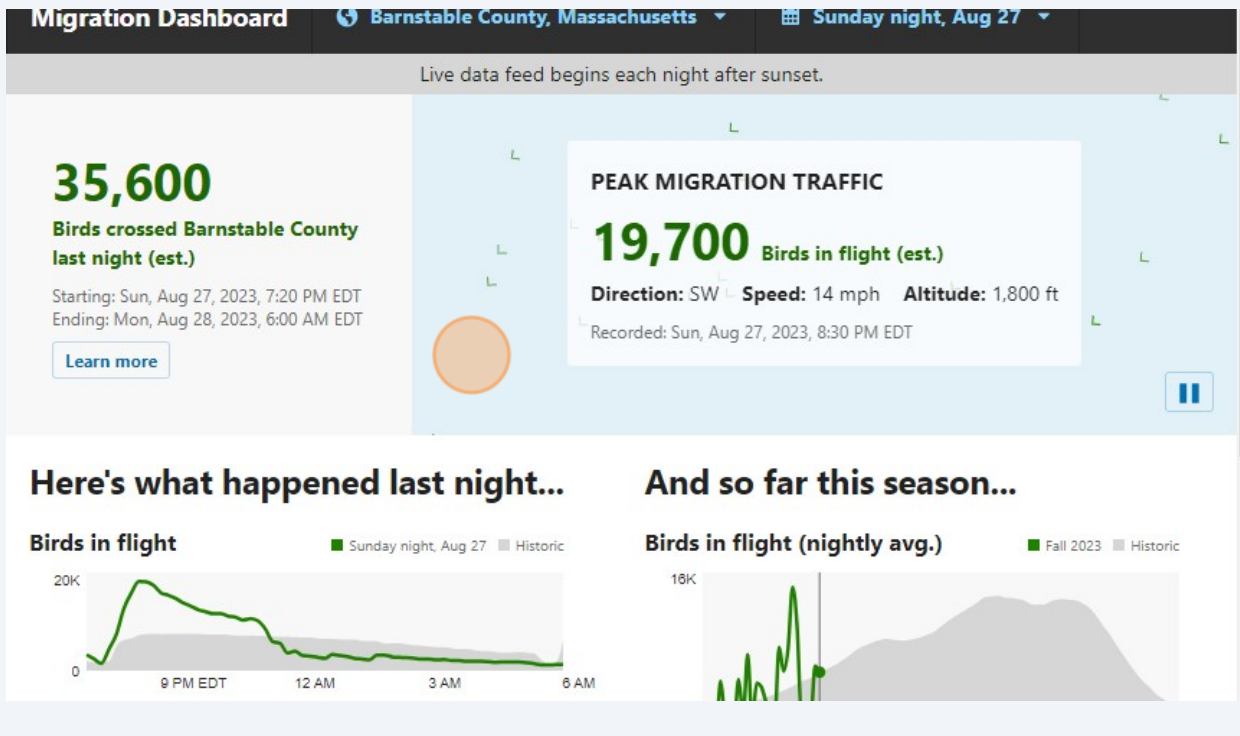 Migration Dashboard Barnstable County, Massachusetts Sunday night, Aug 27
Live data feed begins each night after sunset.
35,600
Birds crossed Barnstable County
last night (est.)
Starting: Sun, Aug 27, 2023, 7:20 PM EDT
Ending: Mon, Aug 28, 2023, 6:00 AM EDT
Learn more
PEAK MIGRATION TRAFFIC
19,700 Birds in flight (est.)
Direction: SW Speed: 14 mph Altitude: 1,800 ft
Recorded: Sun, Aug 27, 2023, 8:30 PM EDT
Here's what happened last night...
Birds in flight
Sunday night, Aug 27 Historic
20K
0
9 PM EDT 12 AM 3 AM 6 AM
And so far this season...
Birds in flight (nightly avg.)
Fall 2023 Historic
16K